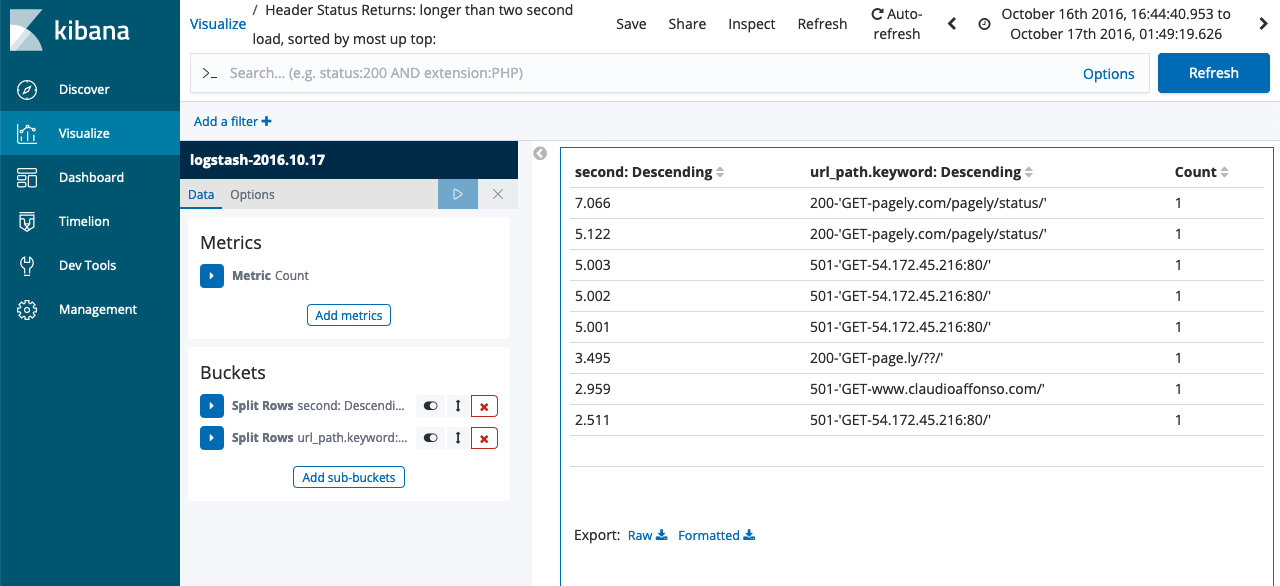 kibana
Discover
Visualize
Dashboard
Timelion
Dev Tools
Management
Visualize / Header Status Returns: longer than two second
load, sorted by most up top:
Save Share Inspect Refresh Auto-
refresh
October 16th 2016, 16:44:40.953 to
October 17th 2016, 01:49:19.626
>_ Search... (e.g. status:200 AND extension:PHP) Options Refresh
Add a filter +
logstash-2016.10.17
Data Options
Metrics
Metric Count
Add metrics
Buckets
Split Rows second: Descendi...
Split Rows url_path.keyword:...
Add sub-buckets
second: Descending url_path.keyword: Descending Count
7.066 200-'GET-pagely.com/pagely/status/' 1
5.122 200-'GET-pagely.com/pagely/status/' 1
5.003 501-'GET-54.172.45.216:80/' 1
5.002 501-'GET-54.172.45.216:80/' 1
5.001 501-'GET-54.172.45.216:80/' 1
3.495 200-'GET-page.ly/??/' 1
2.959 501-'GET-www.claudioaffonso.com/' 1
2.511 501-'GET-54.172.45.216:80/' 1
Export: Raw Formatted